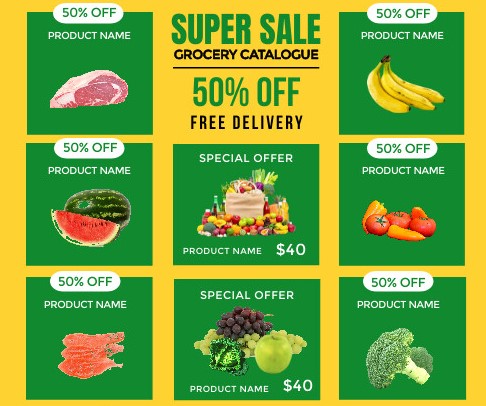 50% OFF
PRODUCT NAME
SUPER SALE
GROCERY CATALOGUE
50% OFF
FREE DELIVERY
50% OFF
PRODUCT NAME
50% OFF
PRODUCT NAME
SPECIAL OFFER
PRODUCT NAME $40
50% OFF
PRODUCT NAME
50% OFF
PRODUCT NAME
SPECIAL OFFER
PRODUCT NAME $40
50% OFF
PRODUCT NAME